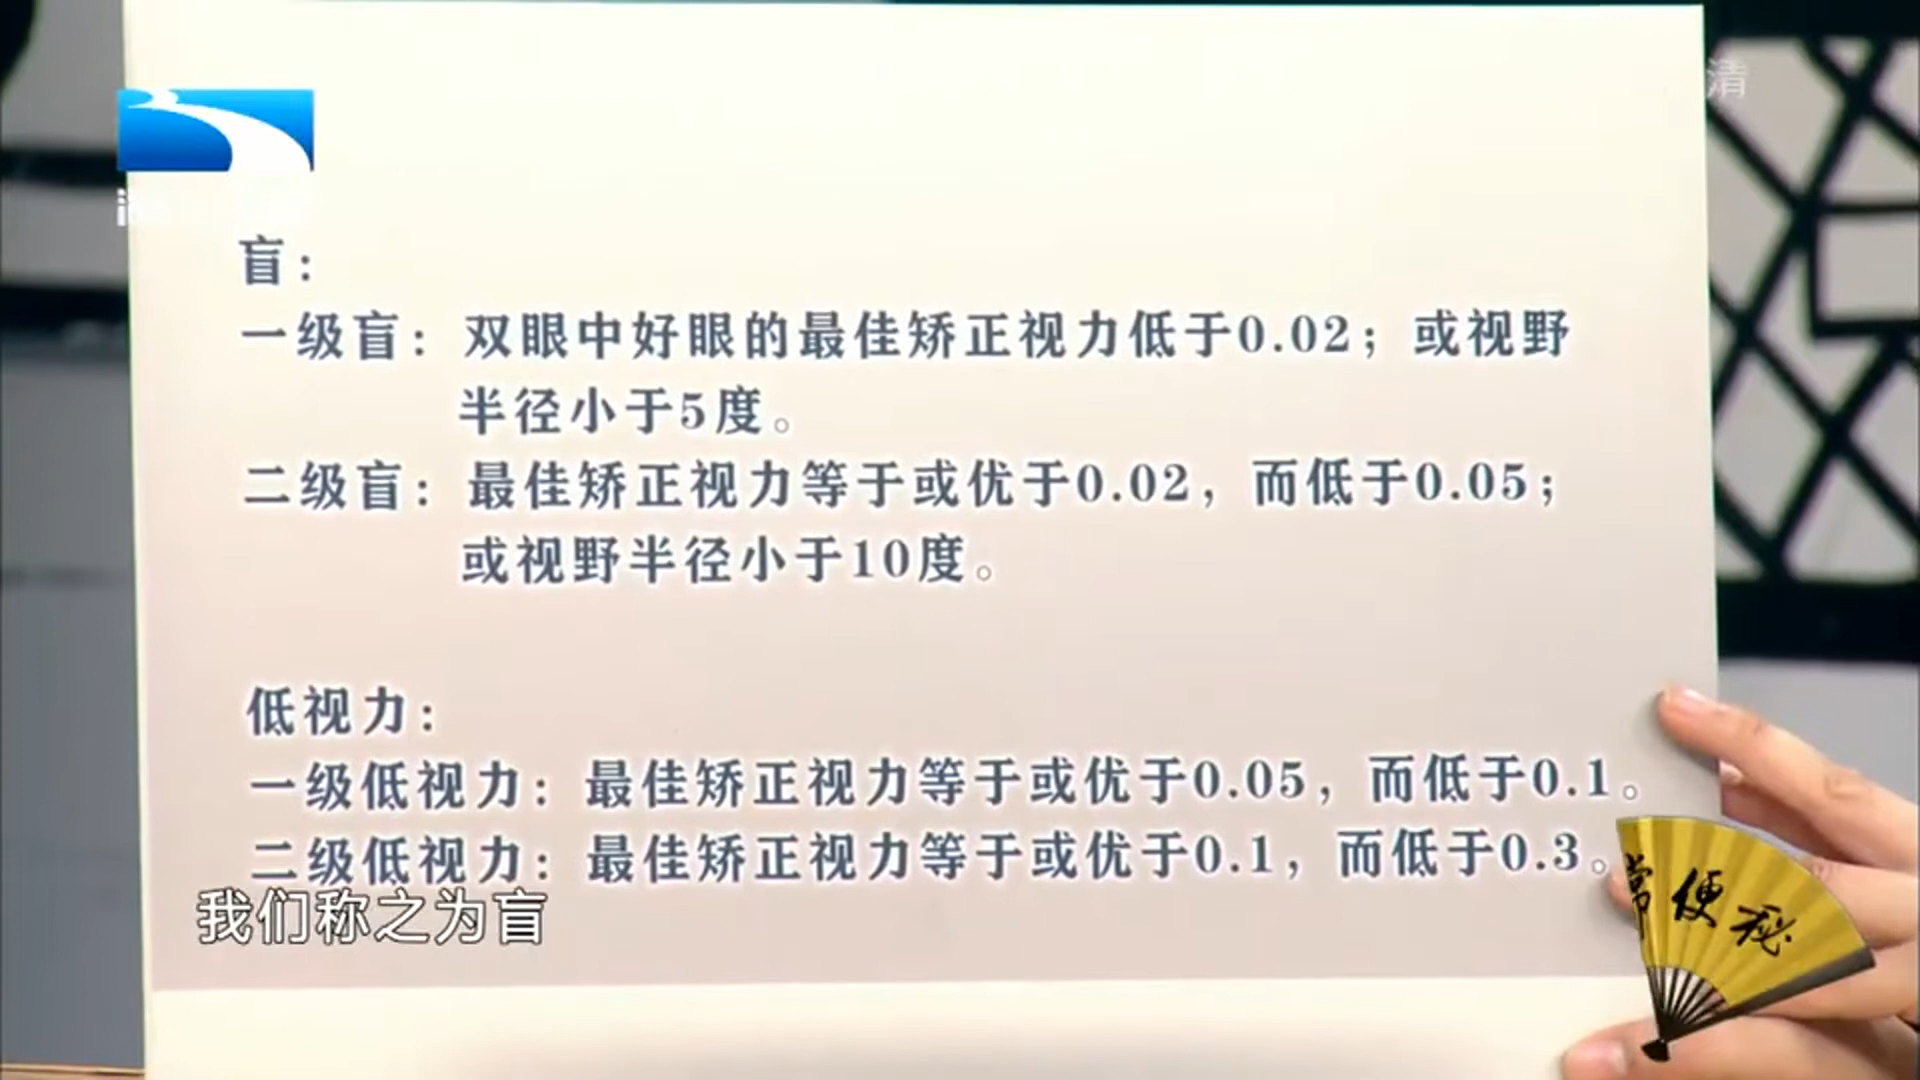 清
盲：
一级盲：双眼中好眼的最佳矫正视力低于0.02；或视野
半径小于5度。
二级盲：最佳矫正视力等于或优于0.02，而低于0.05；
或视野半径小于10度。
低视力：
一级低视力：最佳矫正视力等于或优于0.05，而低于0.1。
二级低视力：最佳矫正视力等于或优于0.1，而低于0.3。
常便秘
我们称之为盲